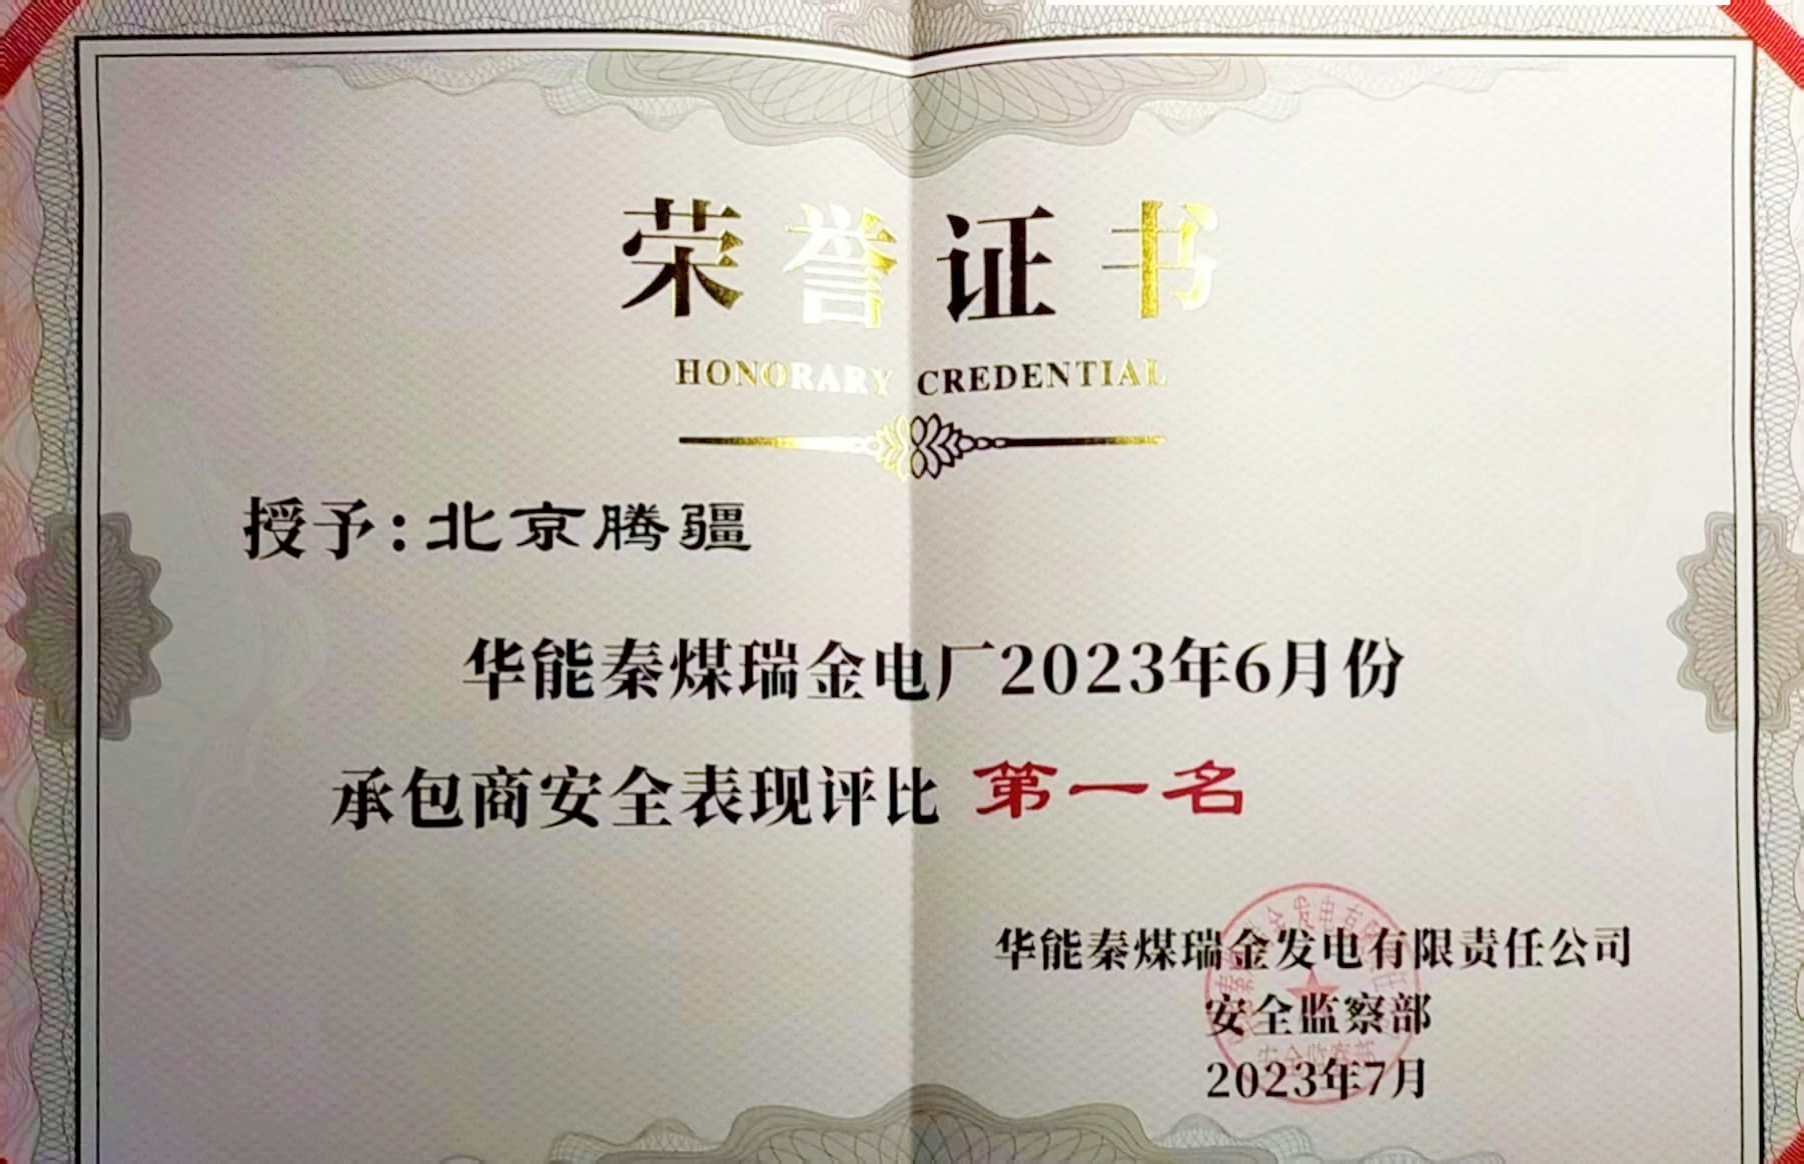 荣誉证书
HONORARY CREDENTIAL
授予:北京腾疆
华能秦煤瑞金电厂2023年6月份
承包商安全表现评比 第一名
华能秦煤瑞金发电有限责任公司
安全监察部
2023年7月